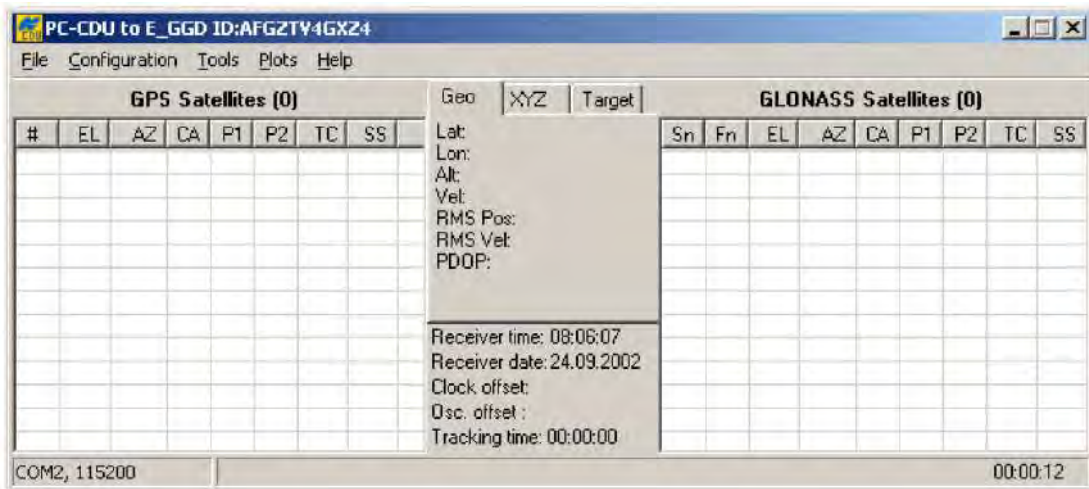 PC-CDU to E_GGD ID:AFGZTY4GXZ4
File Configuration Tools Plots Help
GPS Satellites (0)
# EL AZ CA P1 P2 TC SS
Geo XYZ Target
Lat:
Lon:
Alt:
Vel:
RMS Pos:
RMS Vel:
PDOP:
Receiver time: 08:06:07
Receiver date: 24.09.2002
Clock offset:
Osc. offset :
Tracking time: 00:00:00
GLONASS Satellites (0)
Sn Fn EL AZ CA P1 P2 TC SS
COM2, 115200
00:00:12